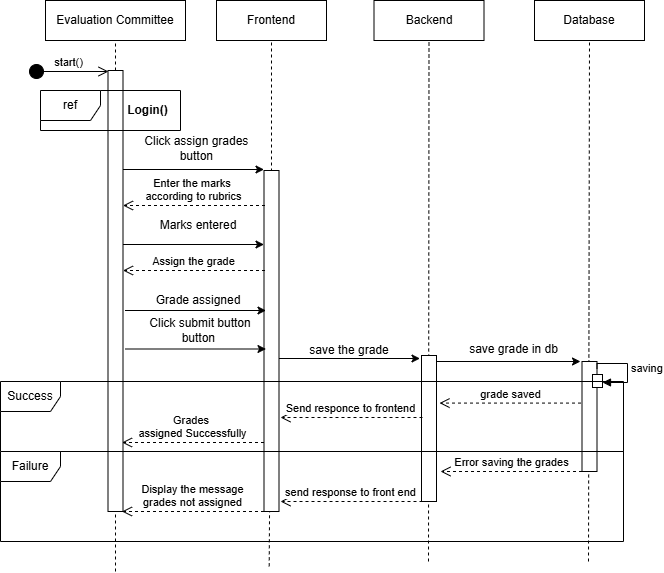 Evaluation Committee
Frontend
Backend
Database
start()
ref
Login()
Click assign grades
button
Enter the marks
according to rubrics
Marks entered
Assign the grade
Grade assigned
Click submit button
button
save the grade
save grade in db
saving
Success
grade saved
Send responce to frontend
Grades
assigned Successfully
Failure
Error saving the grades
Display the message
grades not assigned
send response to front end